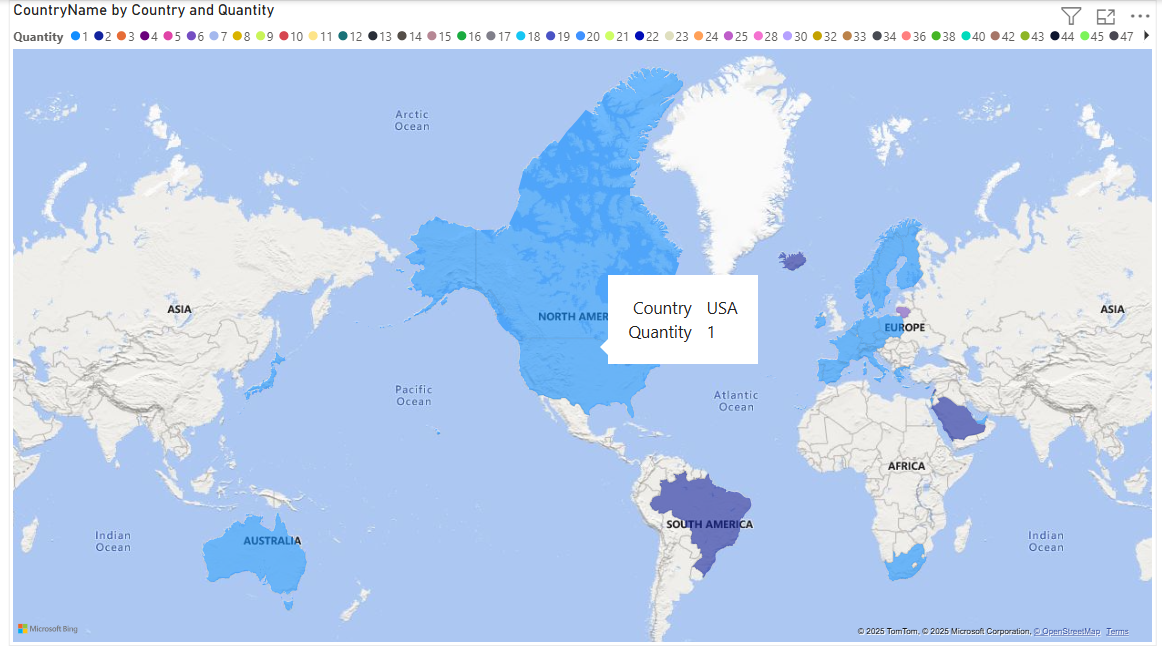 CountryName by Country and Quantity
Quantity 1 2 3 4 5 6 7 8 9 10 11 12 13 14 15 16 17 18 19 20 21 22 23 24 25 28 30 32 33 34 36 38 40 42 43 44 45 47
Arctic
Ocean
ASIA
NORTH AMER
Country USA
Quantity 1
EUROPE
ASIA
Pacific
Ocean
Atlantic
Ocean
AFRICA
SOUTH AMERICA
Indian
Ocean
AUSTRALIA
Indian
Ocean
Microsoft Bing
© 2025 TomTom, © 2025 Microsoft Corporation, © OpenStreetMap Terms